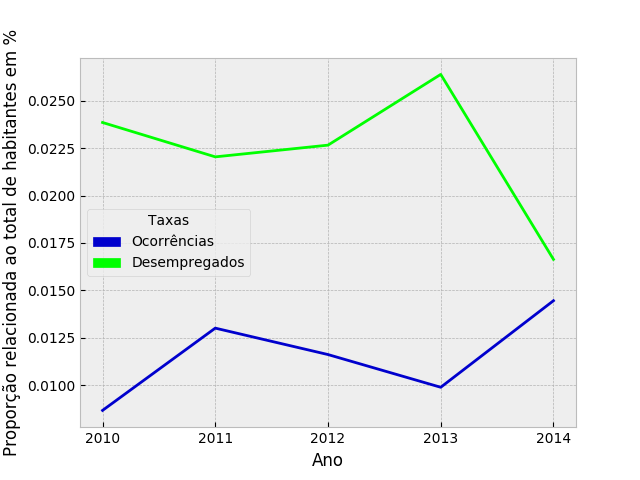 Proporção relacionada ao total de habitantes em %
0.0250
0.0225
0.0200
0.0175
0.0150
0.0125
0.0100
Taxas
Ocorrências
Desempregados
2010 2011 2012 2013 2014
Ano